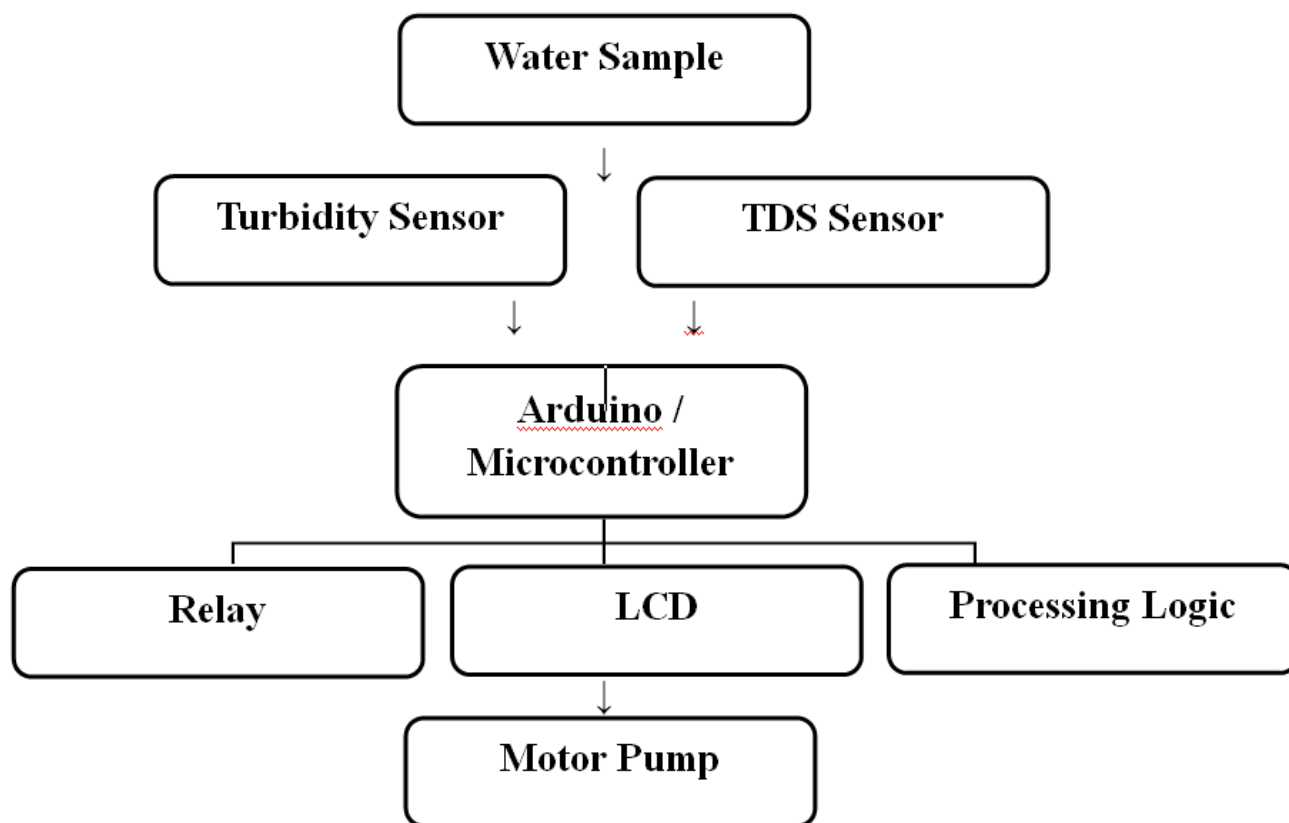 Water Sample
Turbidity Sensor
TDS Sensor
Arduino /
Microcontroller
Relay
LCD
Processing Logic
Motor Pump